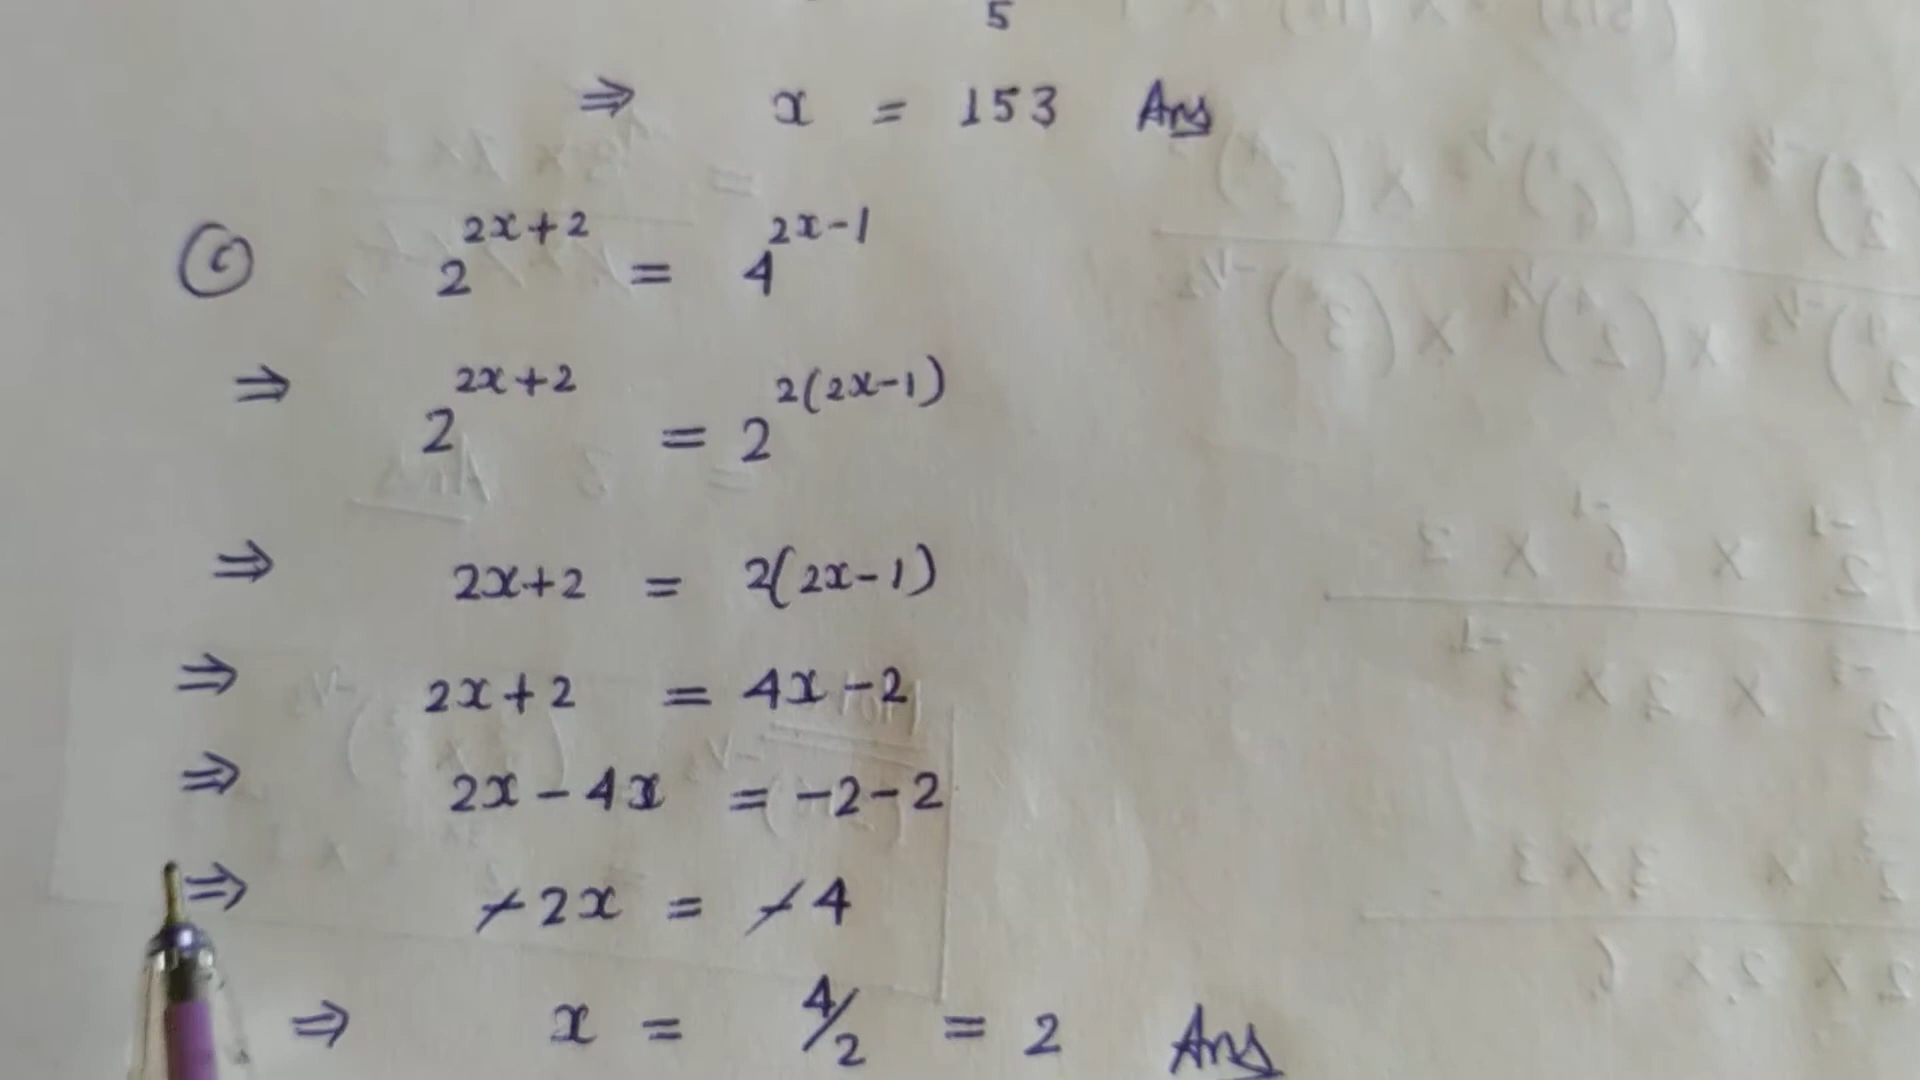 5
⇒ x = 153 Ans
(c) 2^{2x+2} = 4^{2x-1}
⇒ 2^{2x+2} = 2^{2(2x-1)}
⇒ 2x+2 = 2(2x-1)
⇒ 2x+2 = 4x-2
⇒ 2x-4x = -2-2
⇒ -2x = -4
⇒ x = 4/2 = 2 Ans